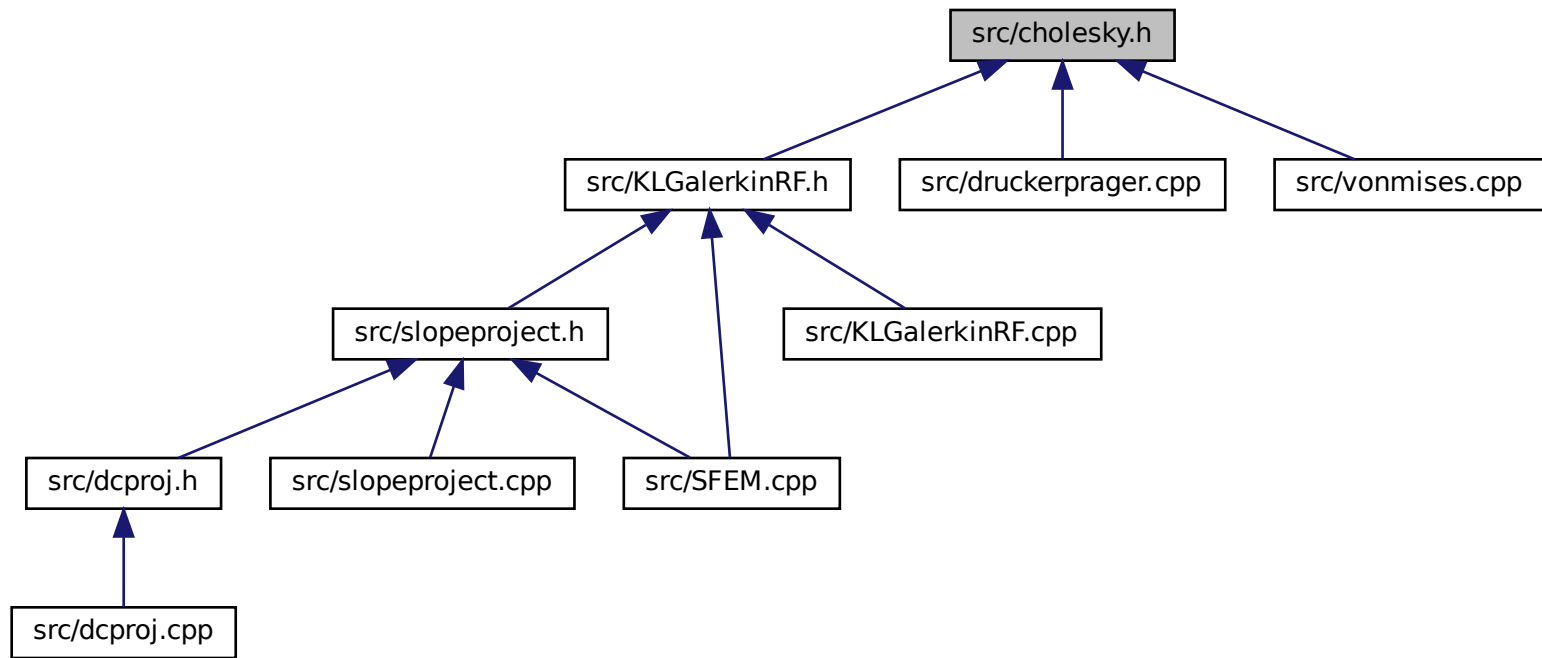 src/cholesky.h
src/KLGalerkinRF.h
src/druckerprager.cpp
src/vonmises.cpp
src/slopeproject.h
src/KLGalerkinRF.cpp
src/dcproj.h
src/slopeproject.cpp
src/SFEM.cpp
src/dcproj.cpp